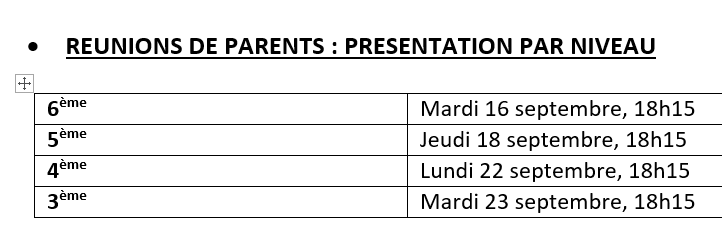 • REUNIONS DE PARENTS : PRESENTATION PAR NIVEAU
6ème Mardi 16 septembre, 18h15
5ème Jeudi 18 septembre, 18h15
4ème Lundi 22 septembre, 18h15
3ème Mardi 23 septembre, 18h15